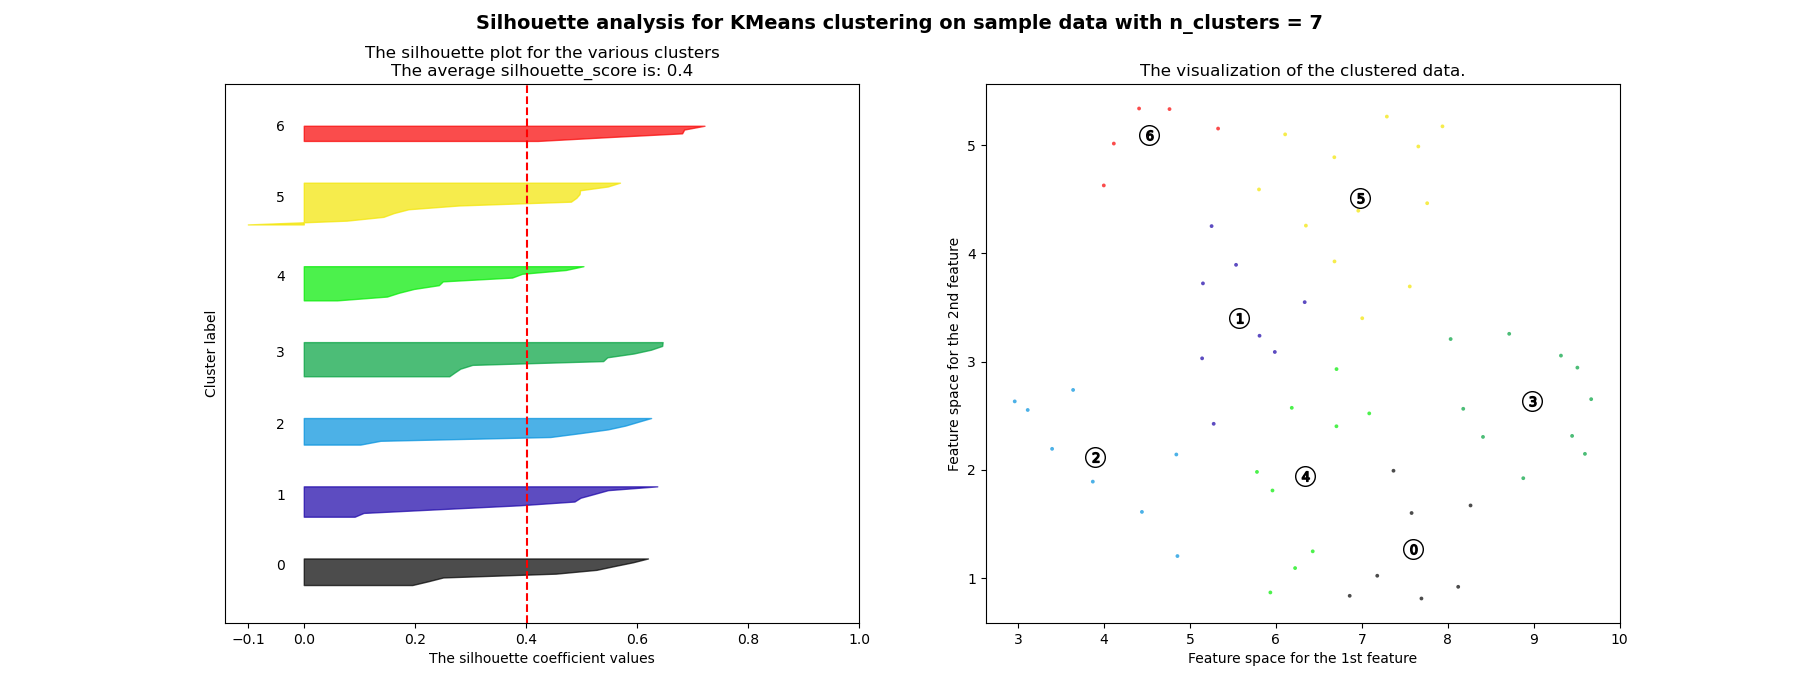 Silhouette analysis for KMeans clustering on sample data with n_clusters = 7
The silhouette plot for the various clusters
The average silhouette_score is: 0.4
6
5
4
3
2
1
0
Cluster label
−0.1 0.0 0.2 0.4 0.6 0.8 1.0
The silhouette coefficient values
The visualization of the clustered data.
5
4
3
2
1
Feature space for the 2nd feature
6
5
1
3
2
4
0
3 4 5 6 7 8 9 10
Feature space for the 1st feature